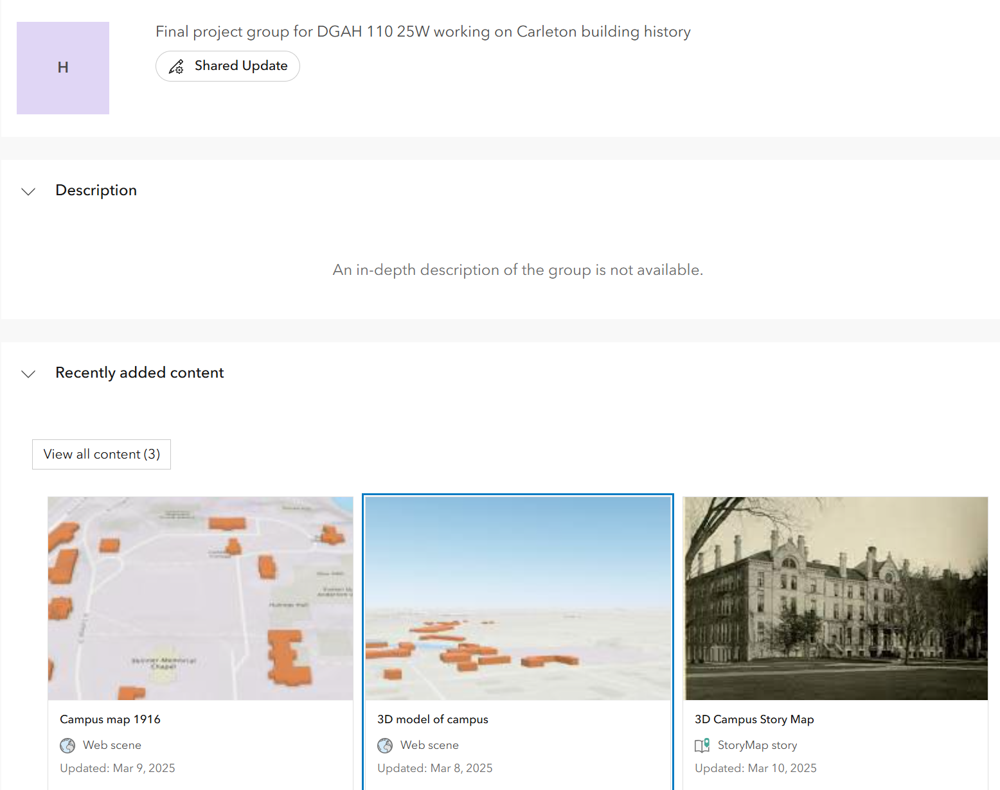 H
Final project group for DGAH 110 25W working on Carleton building history
Shared Update
Description
An in-depth description of the group is not available.
Recently added content
View all content (3)
Skinner Memorial
Chapel
Campus map 1916
Web scene
Updated: Mar 9, 2025
3D model of campus
Web scene
Updated: Mar 8, 2025
3D Campus Story Map
StoryMap story
Updated: Mar 10, 2025